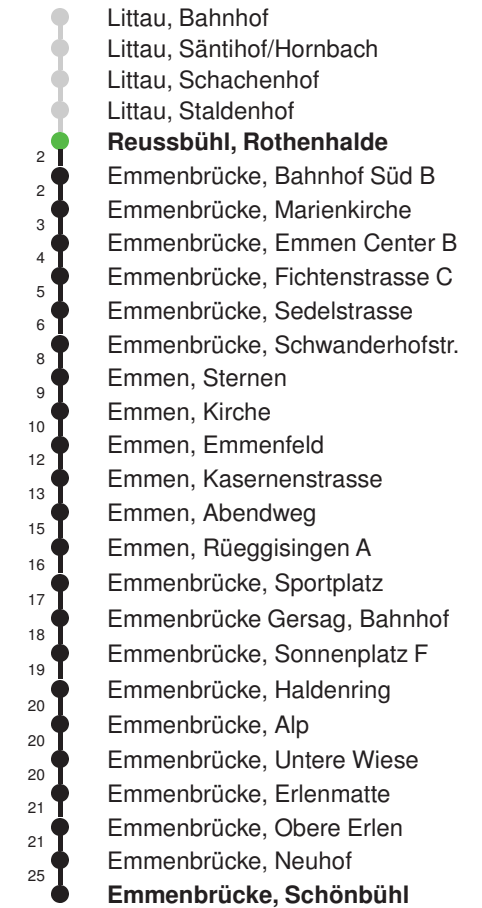 Littau, Bahnhof
Littau, Säntihof/Hornbach
Littau, Schachenhof
Littau, Staldenhof
Reussbühl, Rothenhalde
2
Emmenbrücke, Bahnhof Süd B
2
Emmenbrücke, Marienkirche
3
Emmenbrücke, Emmen Center B
4
Emmenbrücke, Fichtenstrasse C
5
Emmenbrücke, Sedelstrasse
6
Emmenbrücke, Schwanderhofstr.
8
Emmen, Sternen
9
Emmen, Kirche
10
Emmen, Emmenfeld
12
Emmen, Kasernenstrasse
13
Emmen, Abendweg
15
Emmen, Rüeggisingen A
16
Emmenbrücke, Sportplatz
17
Emmenbrücke Gersag, Bahnhof
18
Emmenbrücke, Sonnenplatz F
19
Emmenbrücke, Haldenring
20
Emmenbrücke, Alp
20
Emmenbrücke, Untere Wiese
20
Emmenbrücke, Erlenmatte
21
Emmenbrücke, Obere Erlen
21
Emmenbrücke, Neuhof
25
Emmenbrücke, Schönbühl